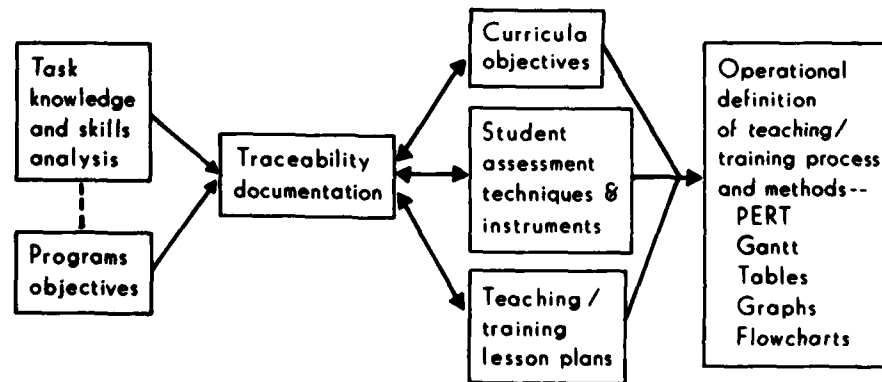 Task
knowledge
and skills
analysis
Programs
objectives
Traceability
documentation
Curricula
objectives
Student
assessment
techniques &
instruments
Teaching /
training
lesson plans
Operational
definition
of teaching/
training process
and methods--
PERT
Gantt
Tables
Graphs
Flowcharts